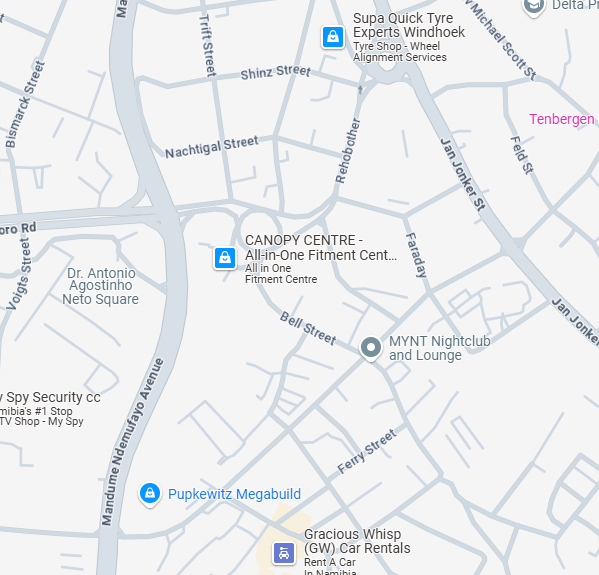 Delta Pr
Supa Quick Tyre
Experts Windhoek
Tyre Shop - Wheel
Alignment Services
Michael Scott St
Trift Street
Shinz Street
Bismarck Street
Tenbergen
Rehobother
Nachtigal Street
Feld St
Jan Jonker St
oro Rd
CANOPY CENTRE -
All-in-One Fitment Cent...
All in One
Fitment Centre
Faraday
Voigts Street
Dr. Antonio
Agostinho
Neto Square
Bell Street
Jan Jonker
MYNT Nightclub
and Lounge
y Spy Security cc
mibia's #1 Stop
TV Shop - My Spy
Mandume Ndemufayo Avenue
Ferry Street
Pupkewitz Megabuild
Gracious Whisp
(GW) Car Rentals
Rent A Car
In Namibia